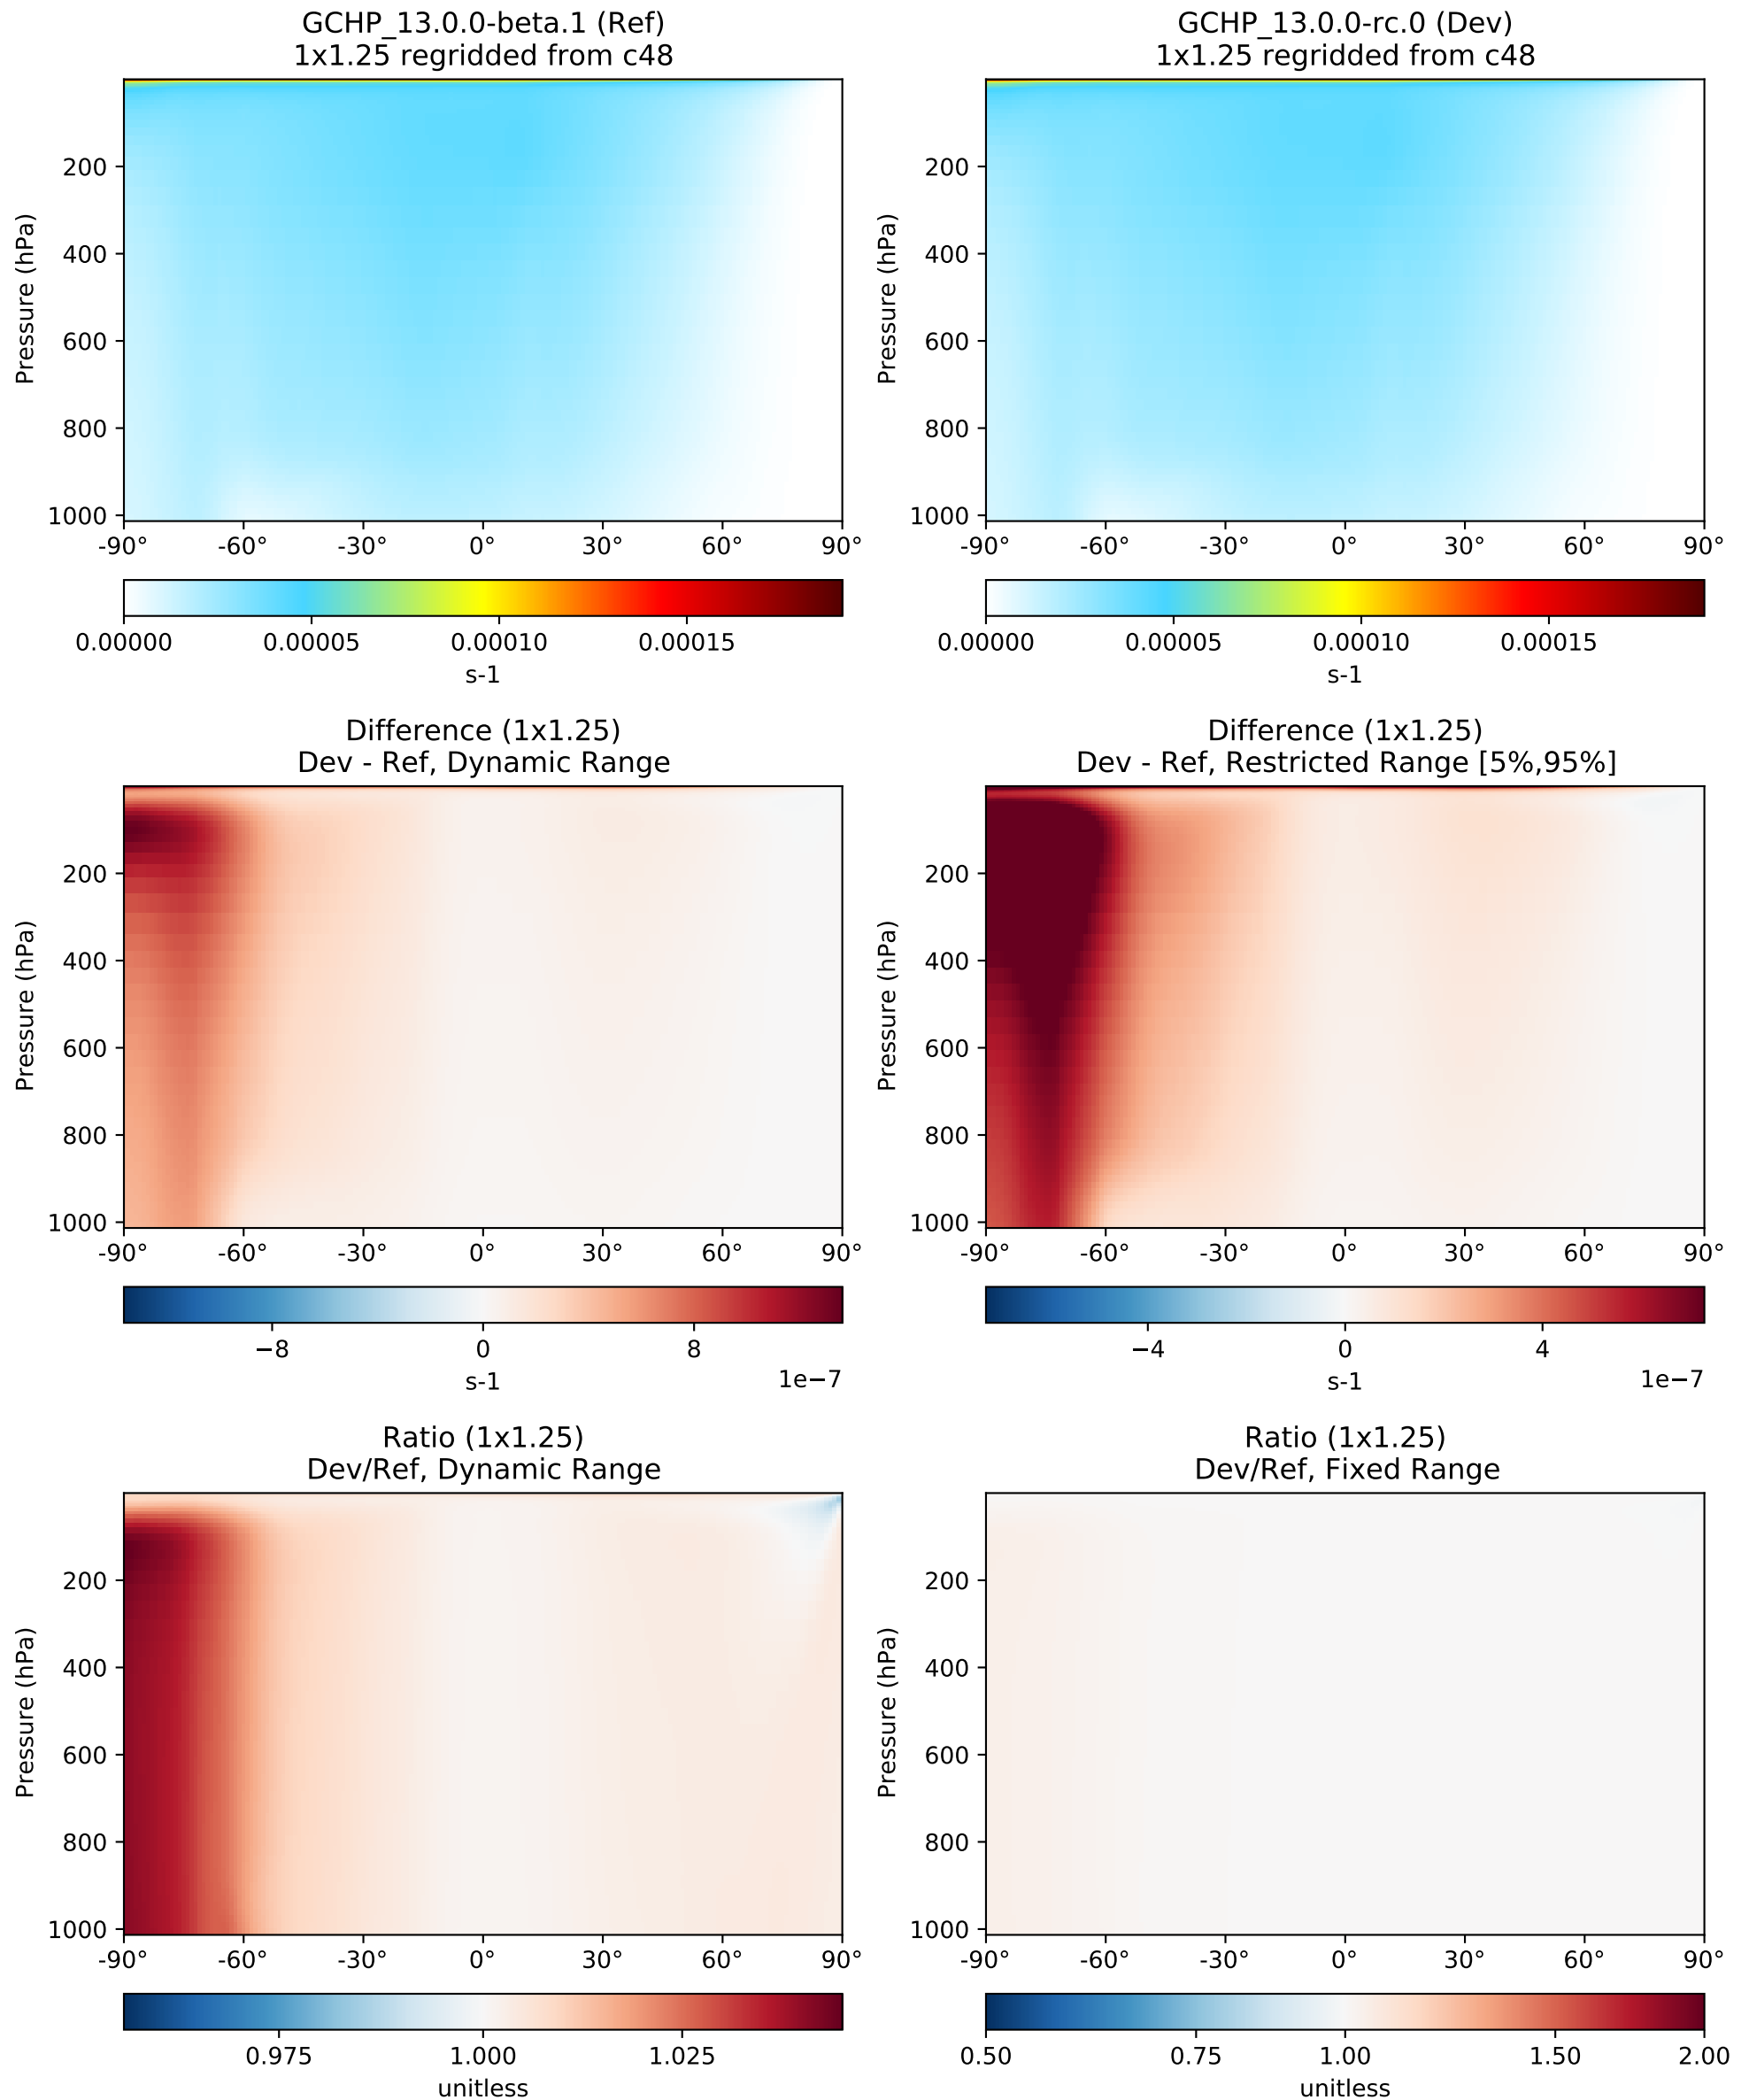 GCHP_13.0.0-beta.1 (Ref)
1x1.25 regridded from c48
Pressure (hPa)
200
400
600
800
1000
-90° -60° -30° 0° 30° 60° 90°
0.00000 0.00005 0.00010 0.00015
s-1
GCHP_13.0.0-rc.0 (Dev)
1x1.25 regridded from c48
Pressure (hPa)
200
400
600
800
1000
-90° -60° -30° 0° 30° 60° 90°
0.00000 0.00005 0.00010 0.00015
s-1
Difference (1x1.25)
Dev - Ref, Dynamic Range
Pressure (hPa)
200
400
600
800
1000
-90° -60° -30° 0° 30° 60° 90°
−8 0 8
s-1 1e−7
Difference (1x1.25)
Dev - Ref, Restricted Range [5%,95%]
Pressure (hPa)
200
400
600
800
1000
-90° -60° -30° 0° 30° 60° 90°
−4 0 4
s-1 1e−7
Ratio (1x1.25)
Dev/Ref, Dynamic Range
Pressure (hPa)
200
400
600
800
1000
-90° -60° -30° 0° 30° 60° 90°
0.975 1.000 1.025
unitless
Ratio (1x1.25)
Dev/Ref, Fixed Range
Pressure (hPa)
200
400
600
800
1000
-90° -60° -30° 0° 30° 60° 90°
0.50 0.75 1.00 1.50 2.00
unitless